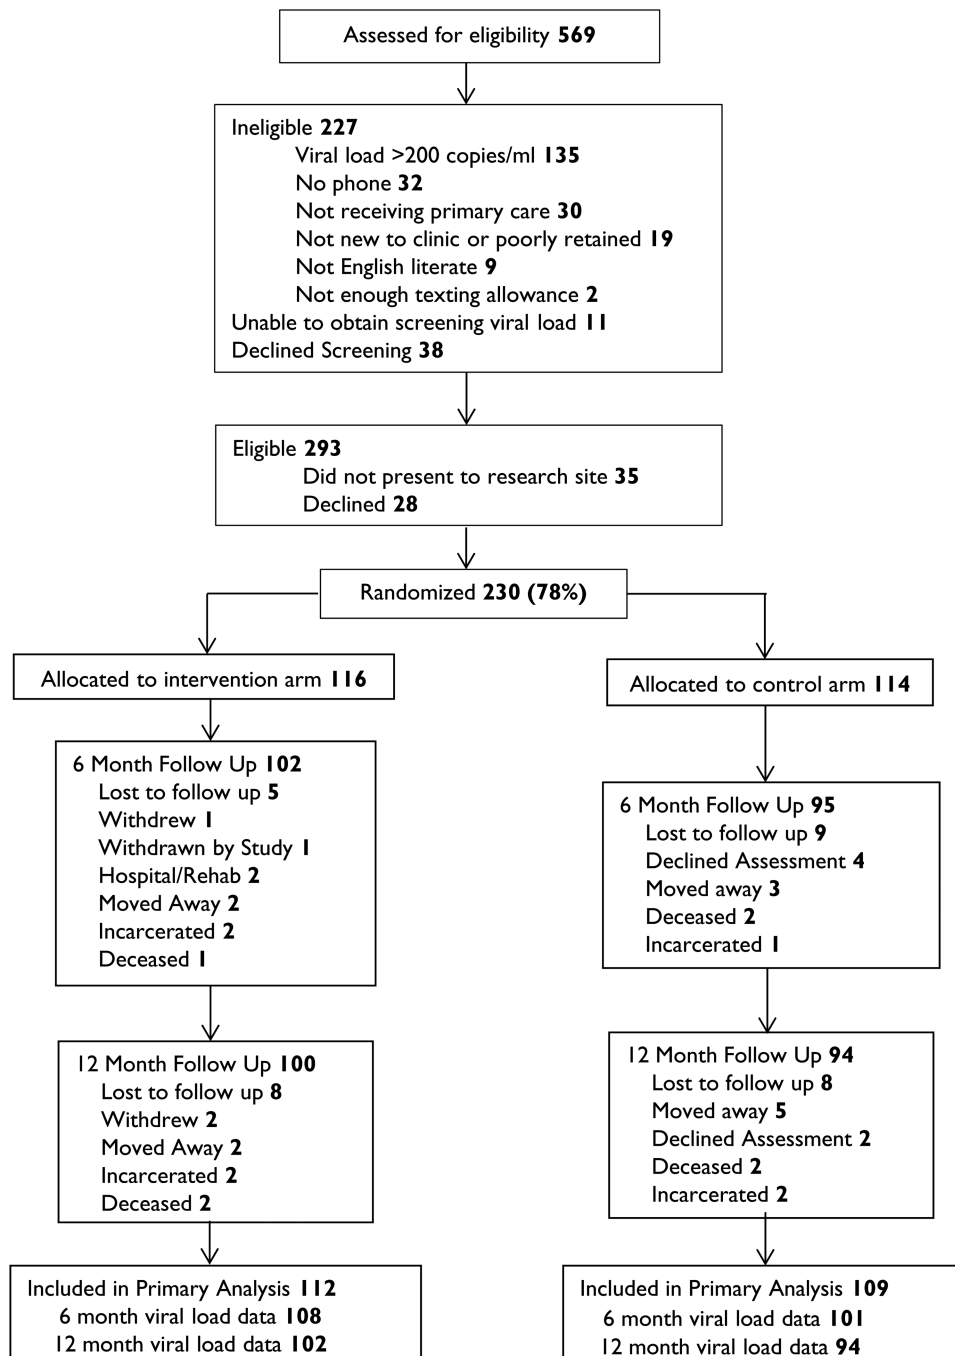 Assessed for eligibility 569
Ineligible 227
Viral load >200 copies/ml 135
No phone 32
Not receiving primary care 30
Not new to clinic or poorly retained 19
Not English literate 9
Not enough texting allowance 2
Unable to obtain screening viral load 11
Declined Screening 38
Eligible 293
Did not present to research site 35
Declined 28
Randomized 230 (78%)
Allocated to intervention arm 116
6 Month Follow Up 102
Lost to follow up 5
Withdrew 1
Withdrawn by Study 1
Hospital/Rehab 2
Moved Away 2
Incarcerated 2
Deceased 1
12 Month Follow Up 100
Lost to follow up 8
Withdrew 2
Moved Away 2
Incarcerated 2
Deceased 2
Included in Primary Analysis 112
6 month viral load data 108
12 month viral load data 102
Allocated to control arm 114
6 Month Follow Up 95
Lost to follow up 9
Declined Assessment 4
Moved away 3
Deceased 2
Incarcerated 1
12 Month Follow Up 94
Lost to follow up 8
Moved away 5
Declined Assessment 2
Deceased 2
Incarcerated 2
Included in Primary Analysis 109
6 month viral load data 101
12 month viral load data 94